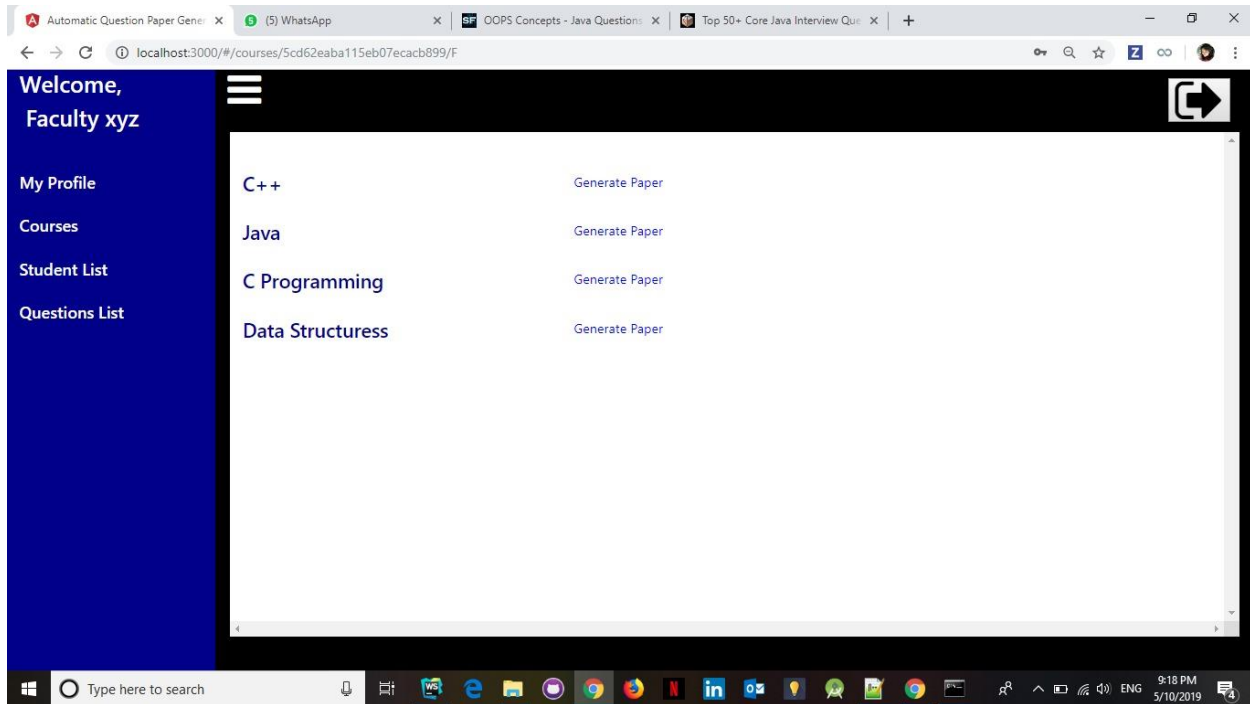 Automatic Question Paper Gene
(5) WhatsApp
OOPS Concepts - Java Questions
Top 50+ Core Java Interview Que
localhost:3000/#/courses/5cd62eaba115eb07ecacb899/F
Welcome,
Faculty xyz
My Profile
Courses
Student List
Questions List
C++ Generate Paper
Java Generate Paper
C Programming Generate Paper
Data Structuress Generate Paper
Type here to search
ENG
9:18 PM
5/10/2019